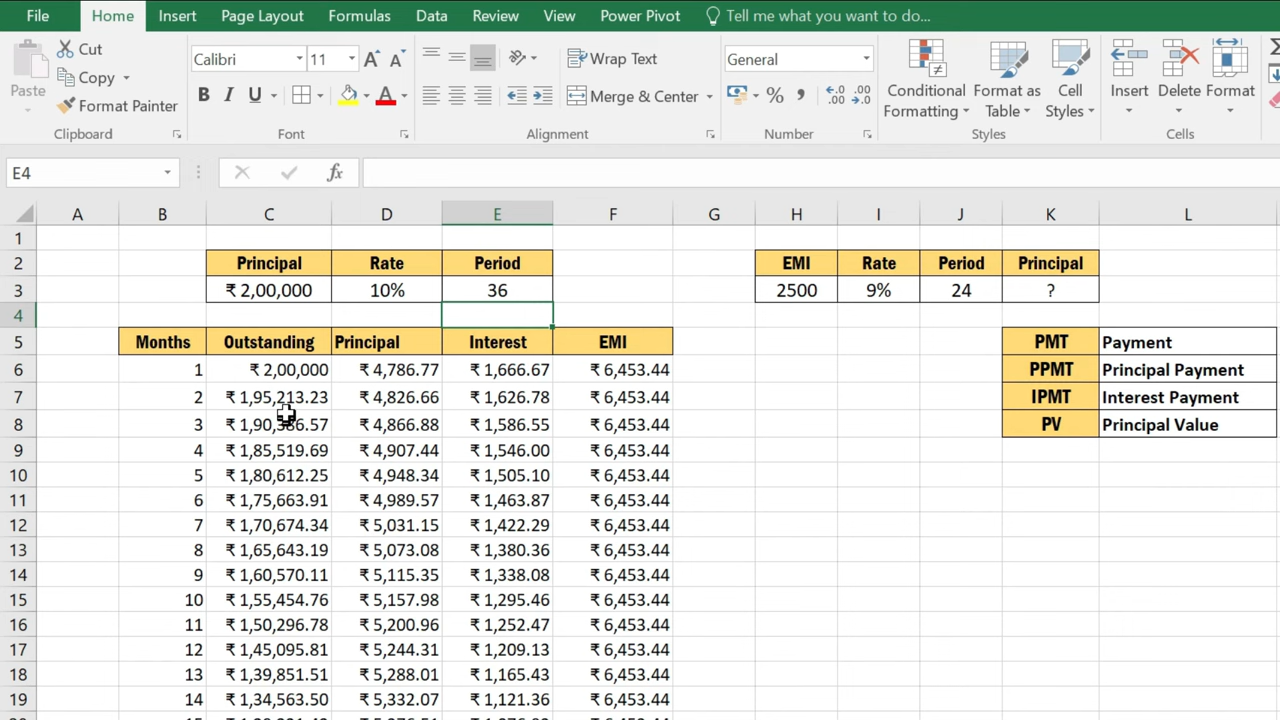 File Home Insert Page Layout Formulas Data Review View Power Pivot Tell me what you want to do...
Paste Cut Copy Format Painter
Clipboard
Calibri 11 A A
B I U A
Font
Wrap Text
Merge & Center
Alignment
General
% , .0 .00 .00 .0
Number
Conditional Formatting Format as Table Cell Styles
Styles
Insert Delete Format
Cells
E4 fx
A B C D E F G H I J K L
1
2 Principal Rate Period EMI Rate Period Principal
3 ₹ 2,00,000 10% 36 2500 9% 24 ?
4
5 Months Outstanding Principal Interest EMI PMT Payment
6 1 ₹ 2,00,000 ₹ 4,786.77 ₹ 1,666.67 ₹ 6,453.44 PPMT Principal Payment
7 2 ₹ 1,95,213.23 ₹ 4,826.66 ₹ 1,626.78 ₹ 6,453.44 IPMT Interest Payment
8 3 ₹ 1,90,386.57 ₹ 4,866.88 ₹ 1,586.55 ₹ 6,453.44 PV Principal Value
9 4 ₹ 1,85,519.69 ₹ 4,907.44 ₹ 1,546.00 ₹ 6,453.44
10 5 ₹ 1,80,612.25 ₹ 4,948.34 ₹ 1,505.10 ₹ 6,453.44
11 6 ₹ 1,75,663.91 ₹ 4,989.57 ₹ 1,463.87 ₹ 6,453.44
12 7 ₹ 1,70,674.34 ₹ 5,031.15 ₹ 1,422.29 ₹ 6,453.44
13 8 ₹ 1,65,643.19 ₹ 5,073.08 ₹ 1,380.36 ₹ 6,453.44
14 9 ₹ 1,60,570.11 ₹ 5,115.35 ₹ 1,338.08 ₹ 6,453.44
15 10 ₹ 1,55,454.76 ₹ 5,157.98 ₹ 1,295.46 ₹ 6,453.44
16 11 ₹ 1,50,296.78 ₹ 5,200.96 ₹ 1,252.47 ₹ 6,453.44
17 12 ₹ 1,45,095.81 ₹ 5,244.31 ₹ 1,209.13 ₹ 6,453.44
18 13 ₹ 1,39,851.51 ₹ 5,288.01 ₹ 1,165.43 ₹ 6,453.44
19 14 ₹ 1,34,563.50 ₹ 5,332.07 ₹ 1,121.36 ₹ 6,453.44